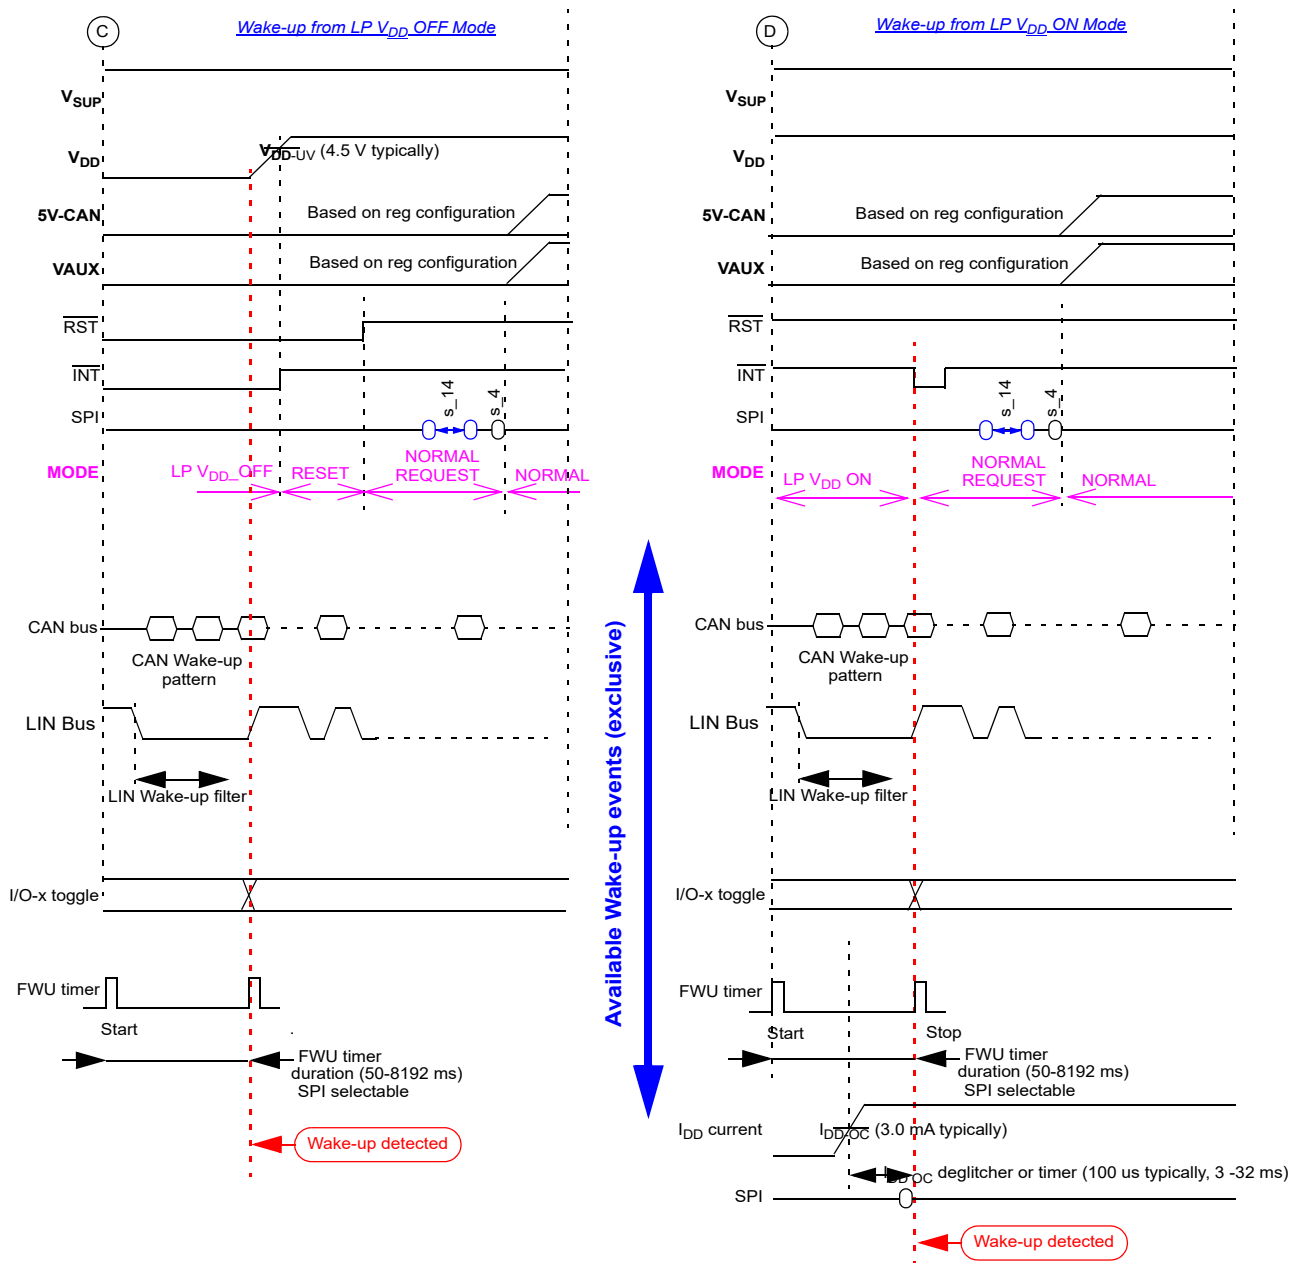 C
Wake-up from LP VDD OFF Mode
VSUP
VDD
VDD-UV (4.5 V typically)
5V-CAN
Based on reg configuration
VAUX
Based on reg configuration
RST
INT
SPI
s_14
s_4
MODE
LP VDD_OFF
RESET
NORMAL
REQUEST
NORMAL
CAN bus
CAN Wake-up
pattern
LIN Bus
LIN Wake-up filter
I/O-x toggle
FWU timer
Start
FWU timer
duration (50-8192 ms)
SPI selectable
Wake-up detected
Available Wake-up events (exclusive)
D
Wake-up from LP VDD ON Mode
VSUP
VDD
5V-CAN
Based on reg configuration
VAUX
Based on reg configuration
RST
INT
SPI
s_14
s_4
MODE
LP VDD ON
NORMAL
REQUEST
NORMAL
CAN bus
CAN Wake-up
pattern
LIN Bus
LIN Wake-up filter
I/O-x toggle
FWU timer
Start
Stop
FWU timer
duration (50-8192 ms)
SPI selectable
IDD current
IDD-OC (3.0 mA typically)
IDD-OC deglitcher or timer (100 us typically, 3 -32 ms)
SPI
Wake-up detected